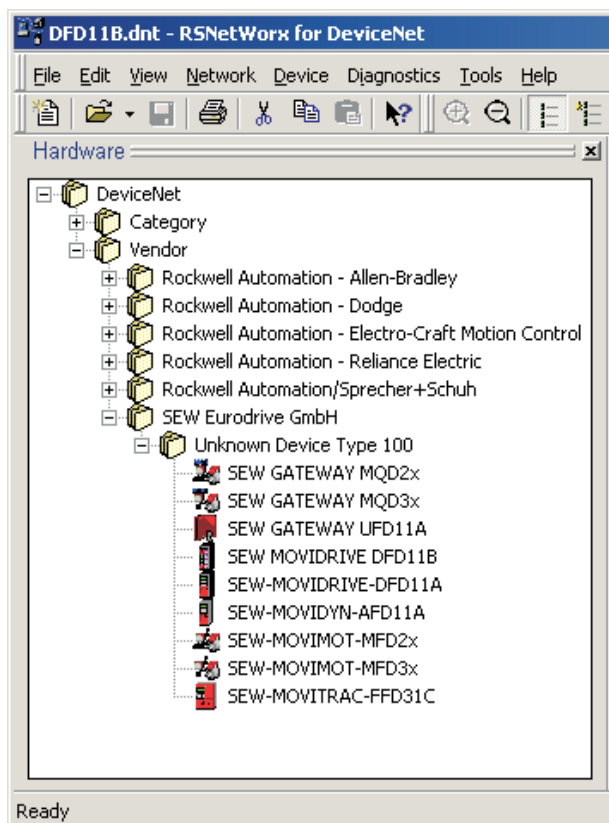 DFD11B.dnt - RSNetWorx for DeviceNet
File Edit View Network Device Diagnostics Tools Help
Hardware
DeviceNet
Category
Vendor
Rockwell Automation - Allen-Bradley
Rockwell Automation - Dodge
Rockwell Automation - Electro-Craft Motion Control
Rockwell Automation - Reliance Electric
Rockwell Automation/Sprecher+Schuh
SEW Eurodrive GmbH
Unknown Device Type 100
SEW GATEWAY MQD2x
SEW GATEWAY MQD3x
SEW GATEWAY UFD11A
SEW MOVIDRIVE DFD11B
SEW-MOVIDRIVE-DFD11A
SEW-MOVIDYN-AFD11A
SEW-MOVIMOT-MFD2x
SEW-MOVIMOT-MFD3x
SEW-MOVITRAC-FFD31C
Ready